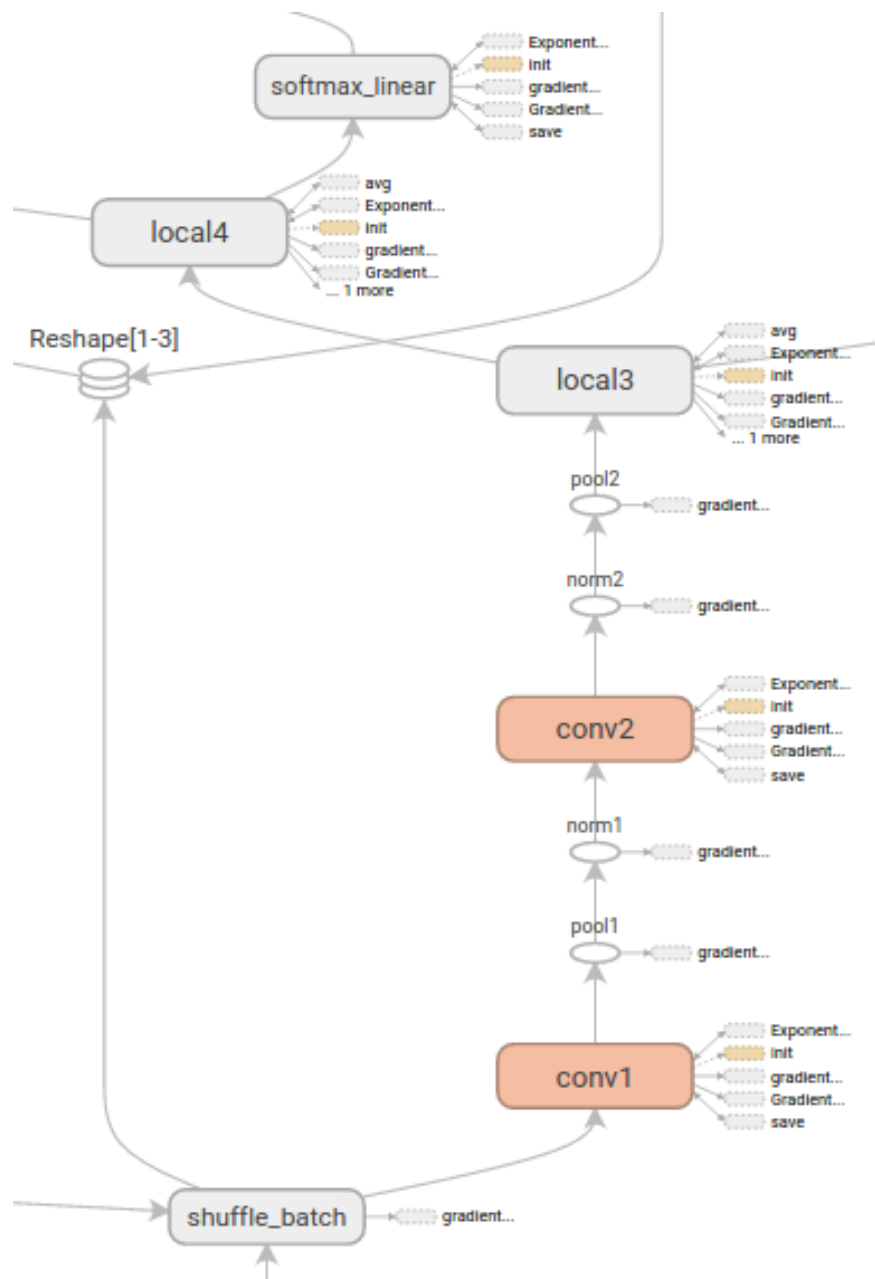 Exponent...
init
softmax_linear
gradient...
Gradient...
save
avg
Exponent...
init
local4
gradient...
Gradient...
... 1 more
Reshape[1-3]
avg
Exponent...
init
local3
gradient...
Gradient...
... 1 more
pool2
gradient...
norm2
gradient...
Exponent...
init
conv2
gradient...
Gradient...
save
norm1
gradient...
pool1
gradient...
Exponent...
init
conv1
gradient...
Gradient...
save
shuffle_batch
gradient...